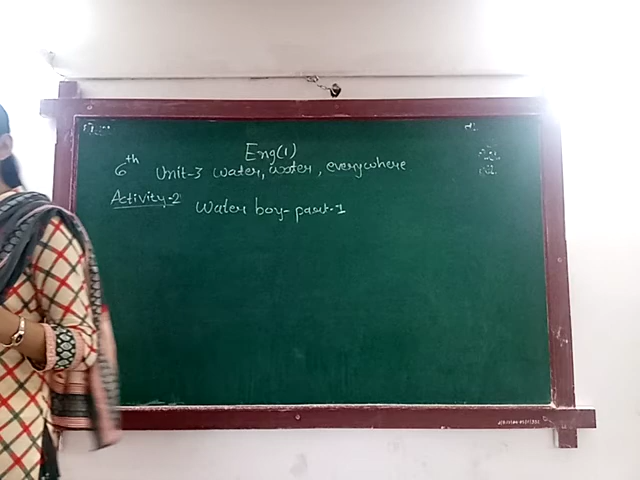 Eng(1)
6th Unit-3 water, water, everywhere
Activity-2 Water boy- part-1